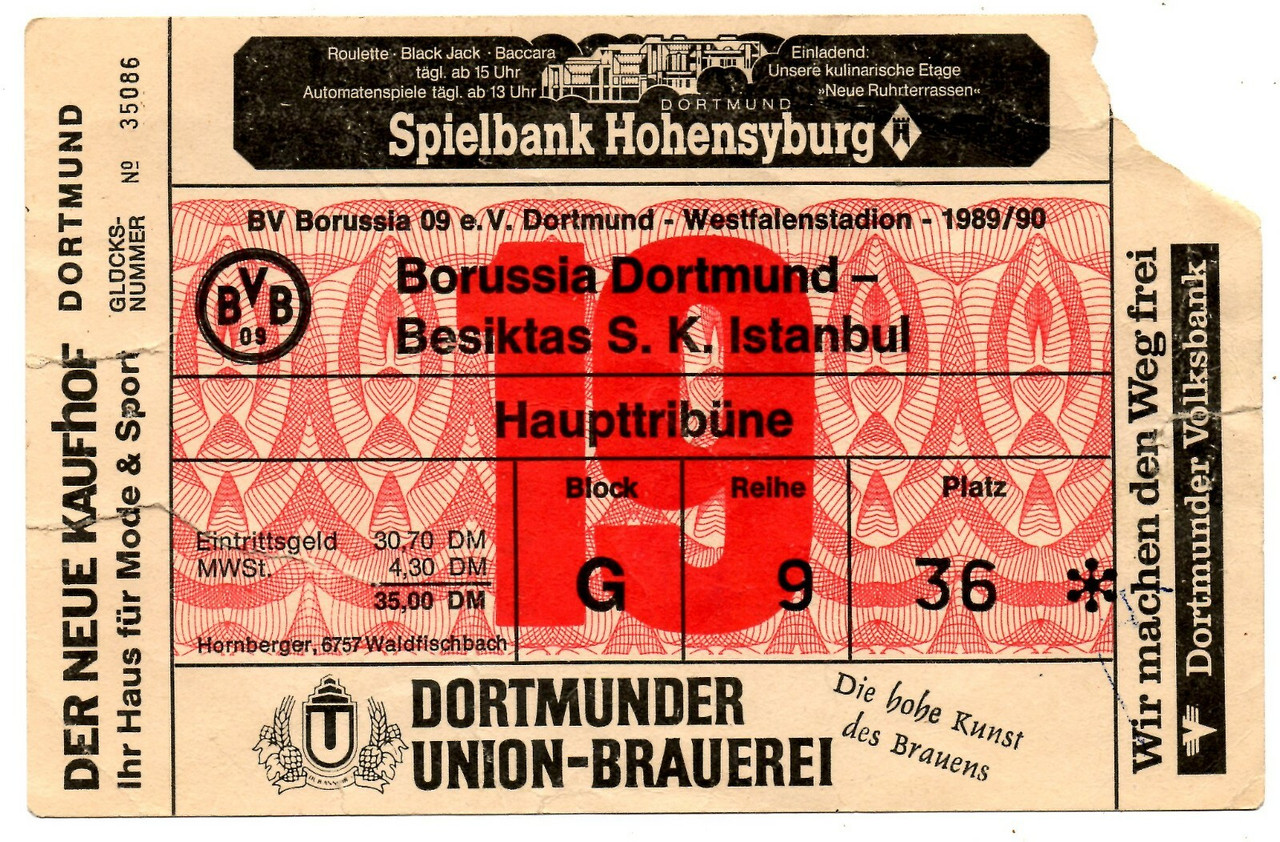 Roulette · Black Jack · Baccara
tägl. ab 15 Uhr
Automatenspiele tägl. ab 13 Uhr
Einladend:
Unsere kulinarische Etage
»Neue Ruhrterrassen«
DORTMUND
Spielbank Hohensyburg
DER NEUE KAUFHOF DORTMUND
Ihr Haus für Mode & Sport
GLÜCKS-
NUMMER
Nº 35086
BV Borussia 09 e.V. Dortmund - Westfalenstadion - 1989/90
BVB
09
Borussia Dortmund –
Besiktas S. K. Istanbul
19
Haupttribüne
Eintrittsgeld 30,70 DM
MWSt. 4,30 DM
35,00 DM
Hornberger, 6757 Waldfischbach
Block
G
Reihe
9
Platz
36 *
U
DORTMUNDER
UNION-BRAUEREI
Die hohe Kunst
des Brauens
Wir machen den Weg frei
Dortmunder Volksbank